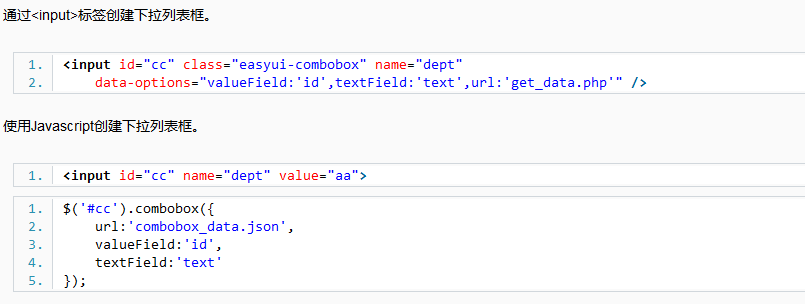 通过<input>标签创建下拉列表框。
1. <input id="cc" class="easyui-combobox" name="dept"
2.     data-options="valueField:'id',textField:'text',url:'get_data.php'" />
使用Javascript创建下拉列表框。
1. <input id="cc" name="dept" value="aa">
1. $('#cc').combobox({
2.     url:'combobox_data.json',
3.     valueField:'id',
4.     textField:'text'
5. });